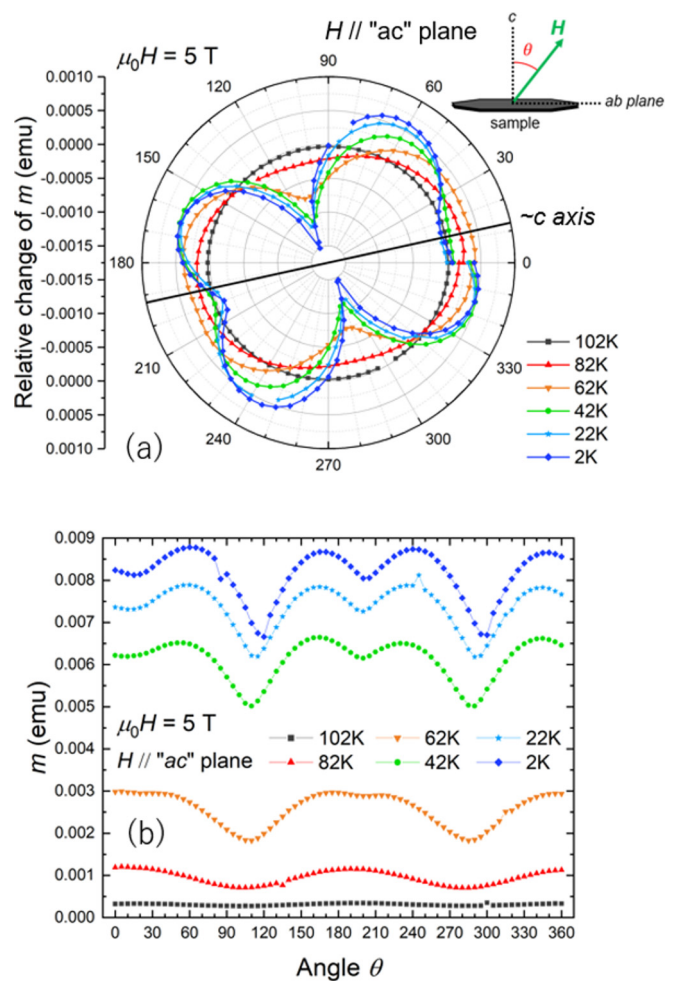 H // "ac" plane
μ₀H = 5 T
c
H
θ
ab plane
sample
0.0010
0.0005
0.0000
-0.0005
-0.0010
-0.0015
-0.0010
-0.0005
0.0000
0.0005
0.0010
Relative change of m (emu)
0
30
60
90
120
150
180
210
240
270
300
330
~c axis
102K
82K
62K
42K
22K
2K
(a)
0.009
0.008
0.007
0.006
0.005
0.004
0.003
0.002
0.001
0.000
m (emu)
μ₀H = 5 T
H // "ac" plane
102K 62K 22K
82K 42K 2K
(b)
0 30 60 90 120 150 180 210 240 270 300 330 360
Angle θ